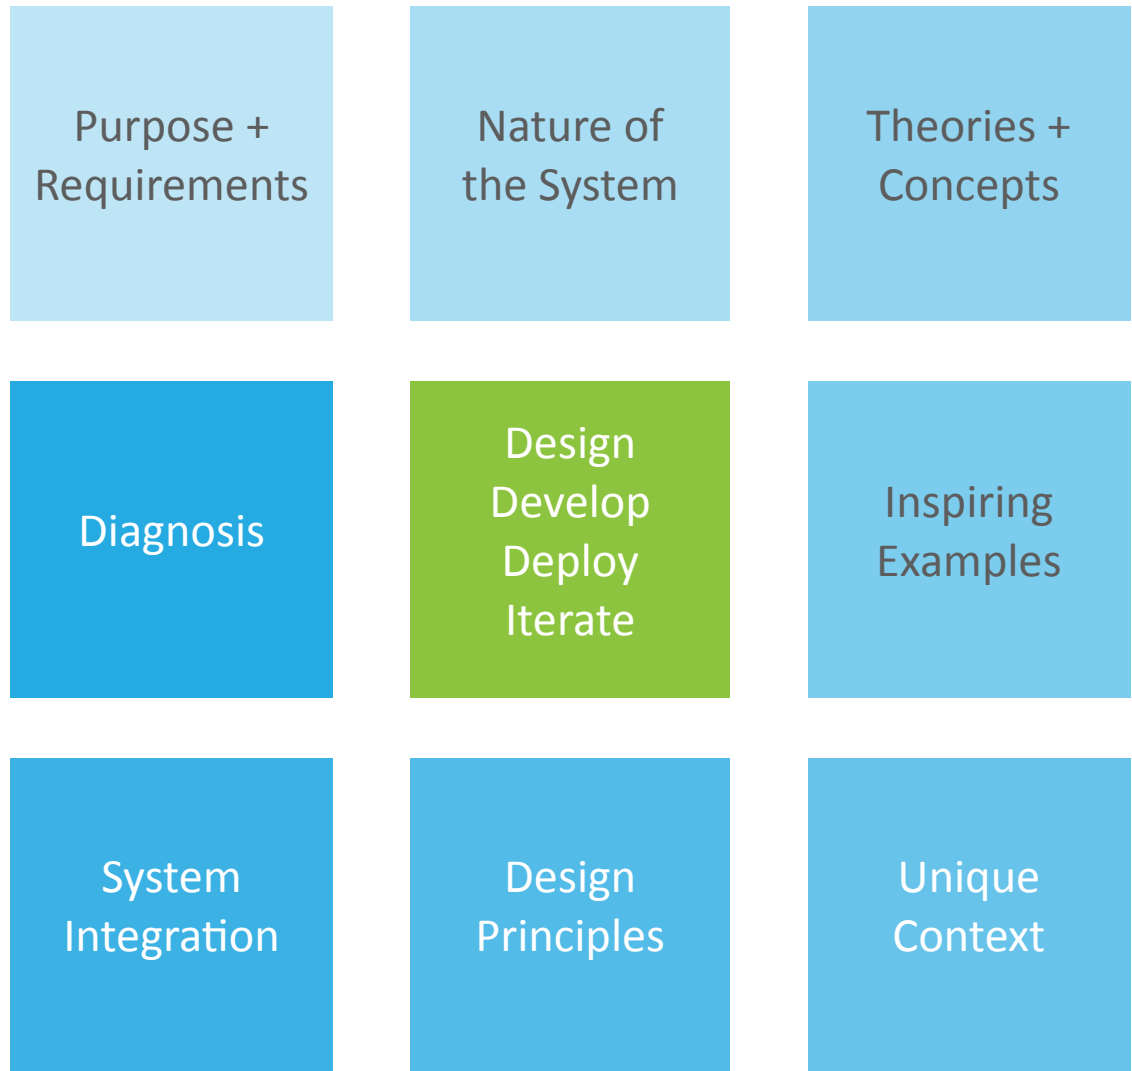 Purpose +
Requirements
Nature of
the System
Theories +
Concepts
Diagnosis
Design
Develop
Deploy
Iterate
Inspiring
Examples
System
Integration
Design
Principles
Unique
Context